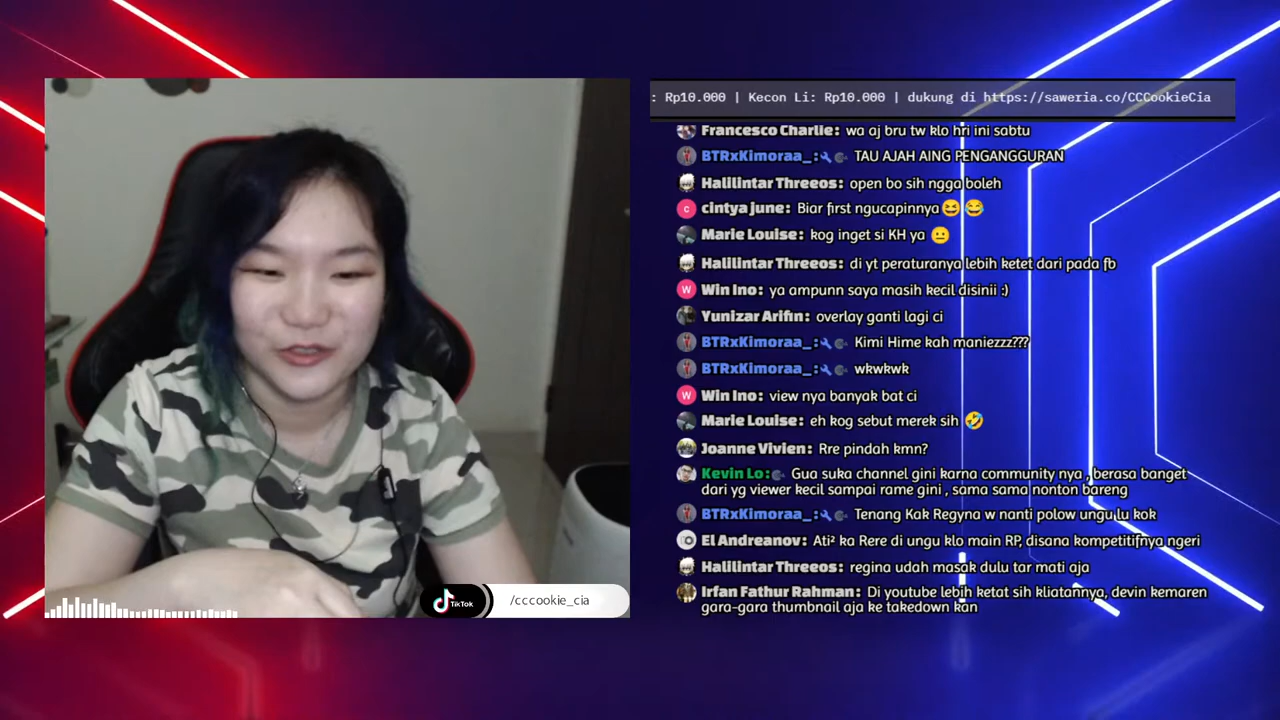 : Rp10.000 | Kecon Li: Rp10.000 | dukung di https://saweria.co/CCCookieCia
Francesco Charlie: wa aj bru tw klo hri ini sabtu
BTRxKimoraa_: TAU AJAH AING PENGANGGURAN
Halilintar Threeos: open bo sih ngga boleh
c cintya june: Biar first ngucapinnya😆 😂
Marie Louise: kog inget si KH ya 😐
Halilintar Threeos: di yt peraturanya lebih ketet dari pada fb
W Win Ino: ya ampunn saya masih kecil disinii :)
Yunizar Arifin: overlay ganti lagi ci
BTRxKimoraa_: Kimi Hime kah maniezzz???
BTRxKimoraa_: wkwkwk
W Win Ino: view nya banyak bat ci
Marie Louise: eh kog sebut merek sih 🤣
Joanne Vivien: Rre pindah kmn?
Kevin Lo: Gua suka channel gini karna community nya , berasa banget
dari yg viewer kecil sampai rame gini , sama sama nonton bareng
BTRxKimoraa_: Tenang Kak Regyna w nanti polow ungu lu kok
El Andreanov: Ati² ka Rere di ungu klo main RP, disana kompetitifnya ngeri
Halilintar Threeos: regina udah masak dulu tar mati aja
Irfan Fathur Rahman: Di youtube lebih ketat sih kliatannya, devin kemaren
gara-gara thumbnail aja ke takedown kan
TikTok /cccookie_cia